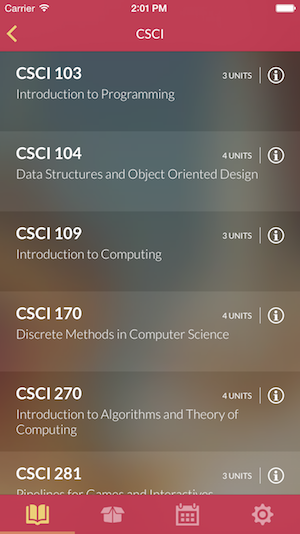 Carrier 2:01 PM
CSCI
CSCI 103 3 UNITS
Introduction to Programming
CSCI 104 4 UNITS
Data Structures and Object Oriented Design
CSCI 109 3 UNITS
Introduction to Computing
CSCI 170 4 UNITS
Discrete Methods in Computer Science
CSCI 270 4 UNITS
Introduction to Algorithms and Theory of
Computing
CSCI 281 3 UNITS
Pipelines for Games and Interactives